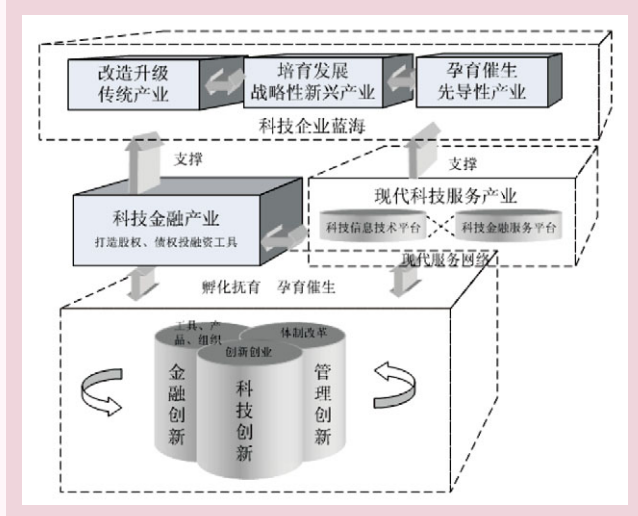 改造升级
传统产业
培育发展
战略性新兴产业
孕育催生
先导性产业
科技企业蓝海
支撑
支撑
科技金融产业
打造股权、债权投融资工具
现代科技服务产业
科技信息技术平台
科技金融服务平台
现代服务网络
孵化抚育 孕育催生
工具、产
品、组织
体制改革
创新创业
金融创新
科技创新
管理创新